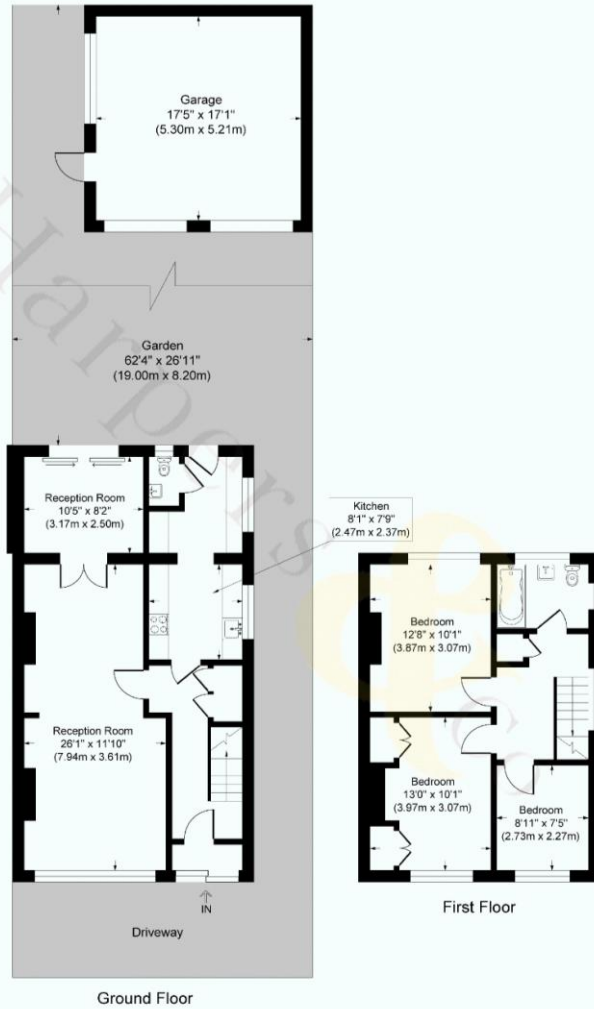 Garage
17'5" x 17'1"
(5.30m x 5.21m)
Harpers & Co
Garden
62'4" x 26'11"
(19.00m x 8.20m)
Reception Room
10'5" x 8'2"
(3.17m x 2.50m)
Kitchen
8'1" x 7'9"
(2.47m x 2.37m)
Reception Room
26'1" x 11'10"
(7.94m x 3.61m)
IN
Driveway
Ground Floor
Bedroom
12'8" x 10'1"
(3.87m x 3.07m)
Bedroom
13'0" x 10'1"
(3.97m x 3.07m)
Bedroom
8'11" x 7'5"
(2.73m x 2.27m)
First Floor